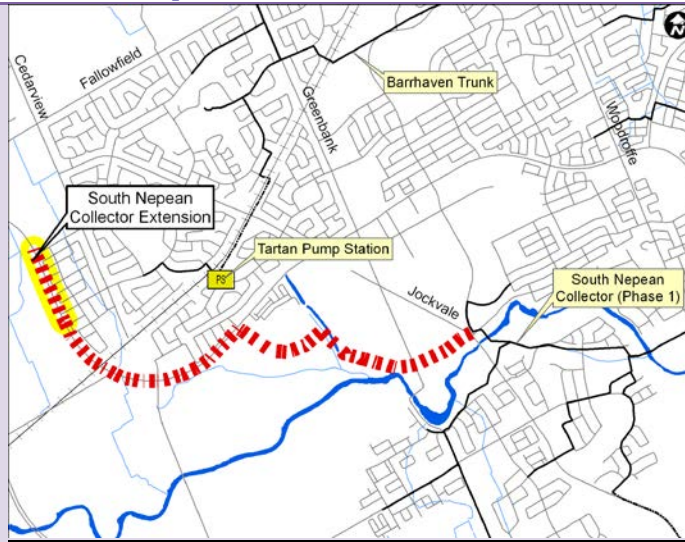 N
Cedarview
Fallowfield
Barrhaven Trunk
Greenbank
Woodroffe
South Nepean
Collector Extension
Tartan Pump Station
PS
South Nepean
Collector (Phase 1)
Jockvale